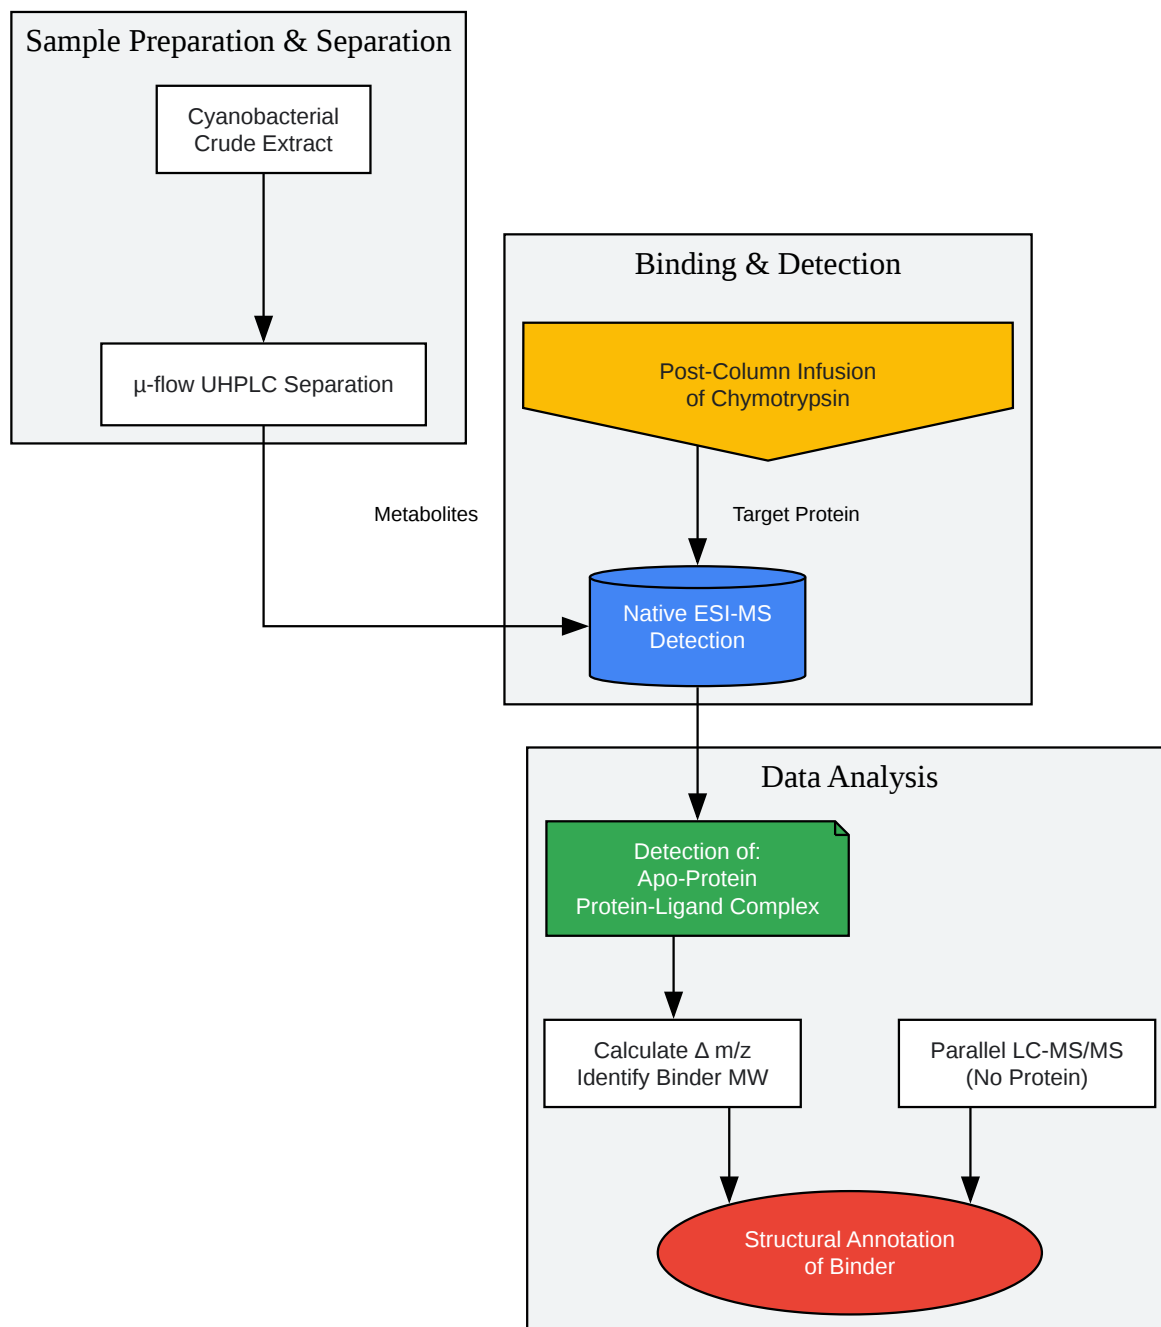 Sample Preparation & Separation
Cyanobacterial
Crude Extract
µ-flow UHPLC Separation
Metabolites
Binding & Detection
Post-Column Infusion
of Chymotrypsin
Target Protein
Native ESI-MS
Detection
Data Analysis
Detection of:
Apo-Protein
Protein-Ligand Complex
Calculate Δ m/z
Identify Binder MW
Parallel LC-MS/MS
(No Protein)
Structural Annotation
of Binder